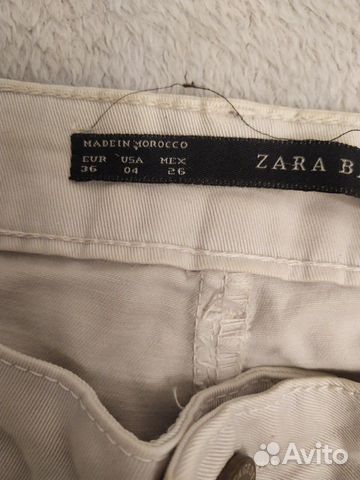 MADE IN MOROCCO
EUR USA MEX
36 04 26
ZARA
Avito